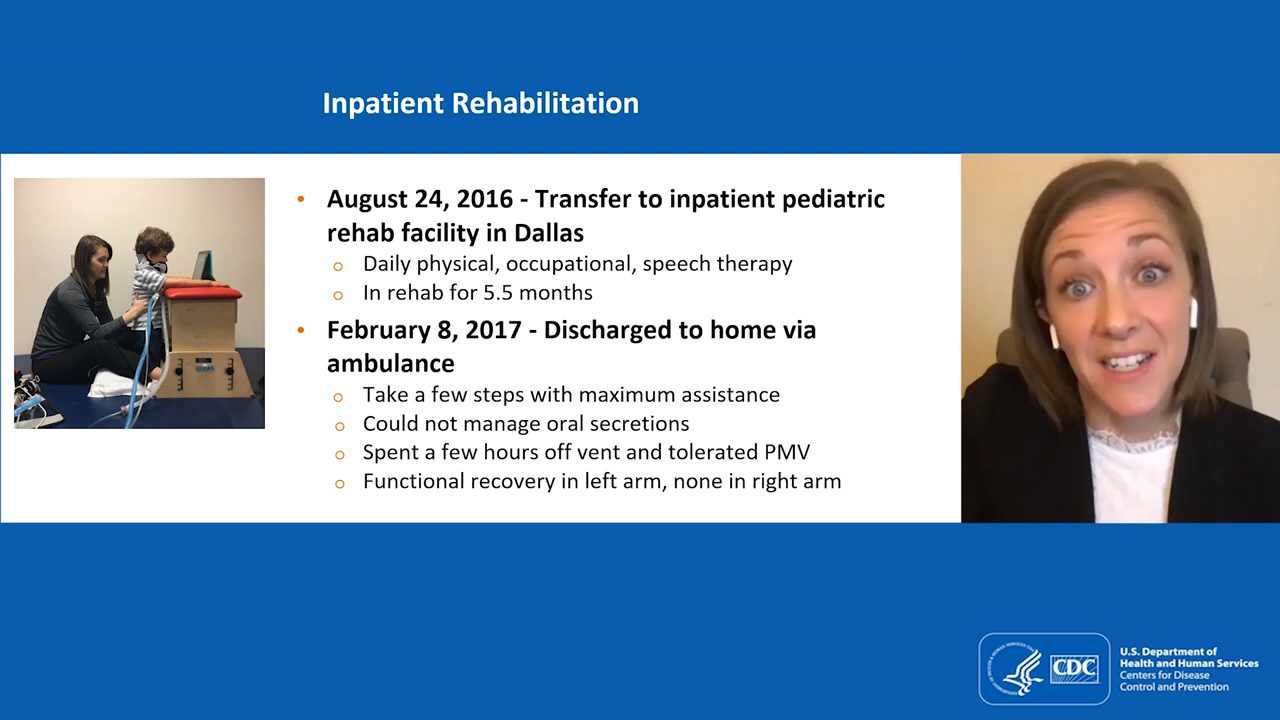 Inpatient Rehabilitation
• August 24, 2016 - Transfer to inpatient pediatric
rehab facility in Dallas
o Daily physical, occupational, speech therapy
o In rehab for 5.5 months
• February 8, 2017 - Discharged to home via
ambulance
o Take a few steps with maximum assistance
o Could not manage oral secretions
o Spent a few hours off vent and tolerated PMV
o Functional recovery in left arm, none in right arm
CDC
U.S. Department of
Health and Human Services
Centers for Disease
Control and Prevention